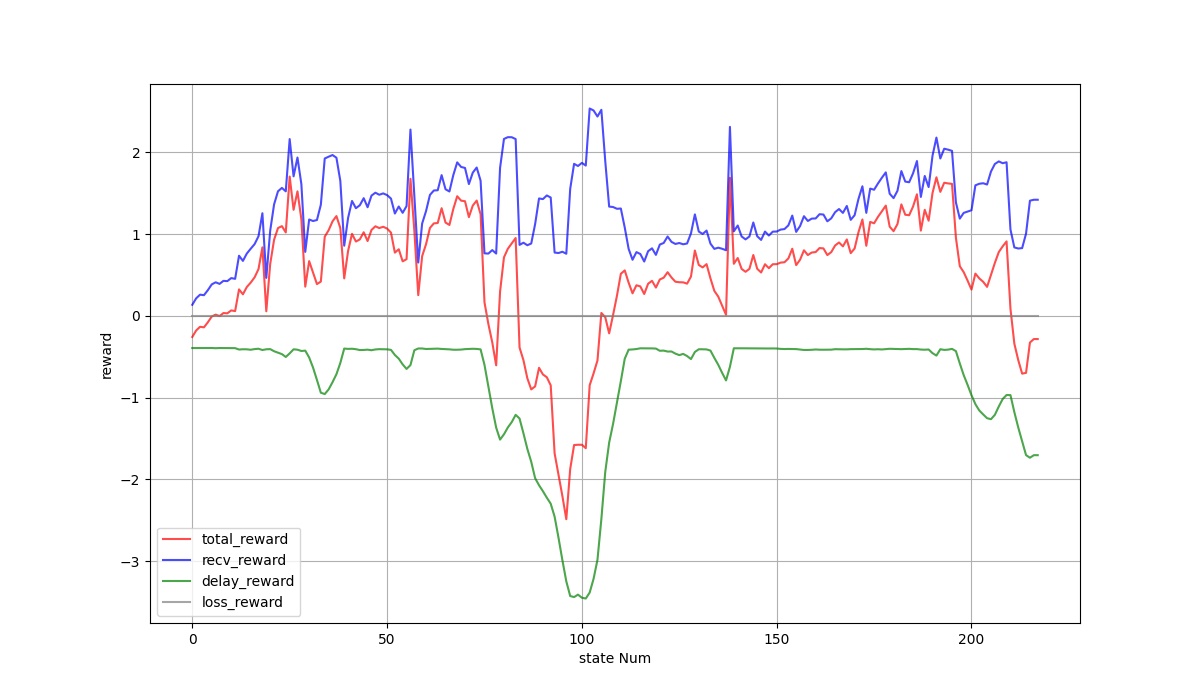 2
1
0
−1
−2
−3
reward
total_reward
recv_reward
delay_reward
loss_reward
0 50 100 150 200
state Num